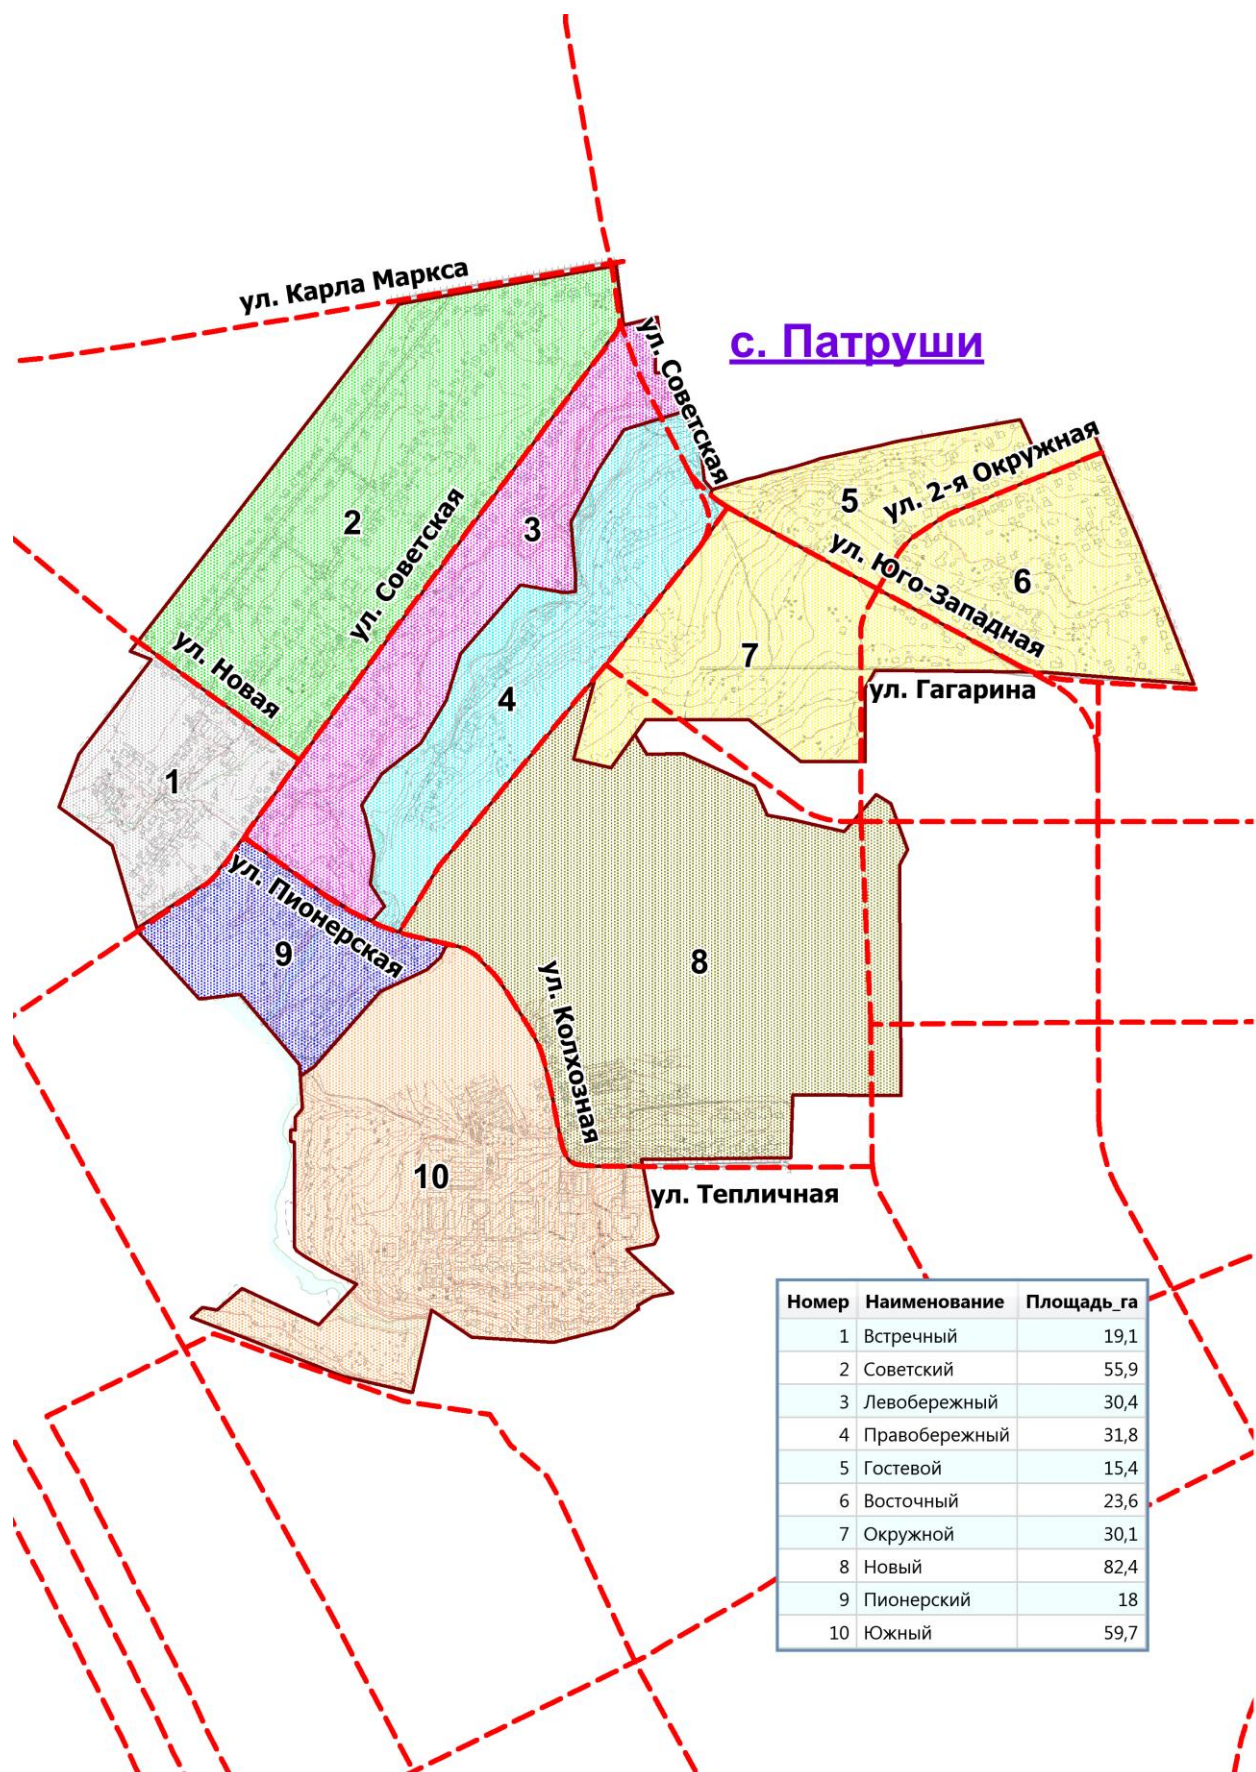 ул. Карла Маркса
с. Патруши
ул. Советская
ул. 2-я Окружная
5
2
3
ул. Советская
ул. Юго-Западная
6
ул. Новая
7
4
ул. Гагарина
1
ул. Пионерская
9
8
ул. Колхозная
10
ул. Тепличная
Номер Наименование Площадь_га
1 Встречный 19,1
2 Советский 55,9
3 Левобережный 30,4
4 Правобережный 31,8
5 Гостевой 15,4
6 Восточный 23,6
7 Окружной 30,1
8 Новый 82,4
9 Пионерский 18
10 Южный 59,7